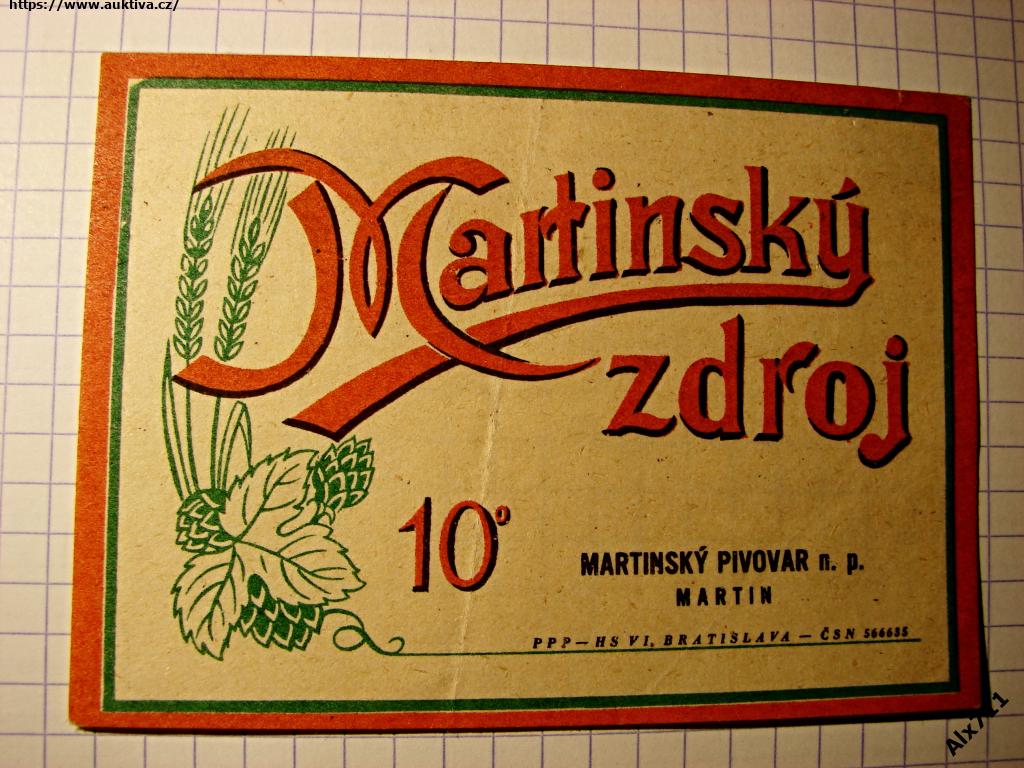 https://www.auktiva.cz/
Martinský
zdroj
10°
MARTINSKÝ PIVOVAR n. p.
MARTIN
PPP — HS VI, BRATISLAVA — ČSN 566635
Alx711